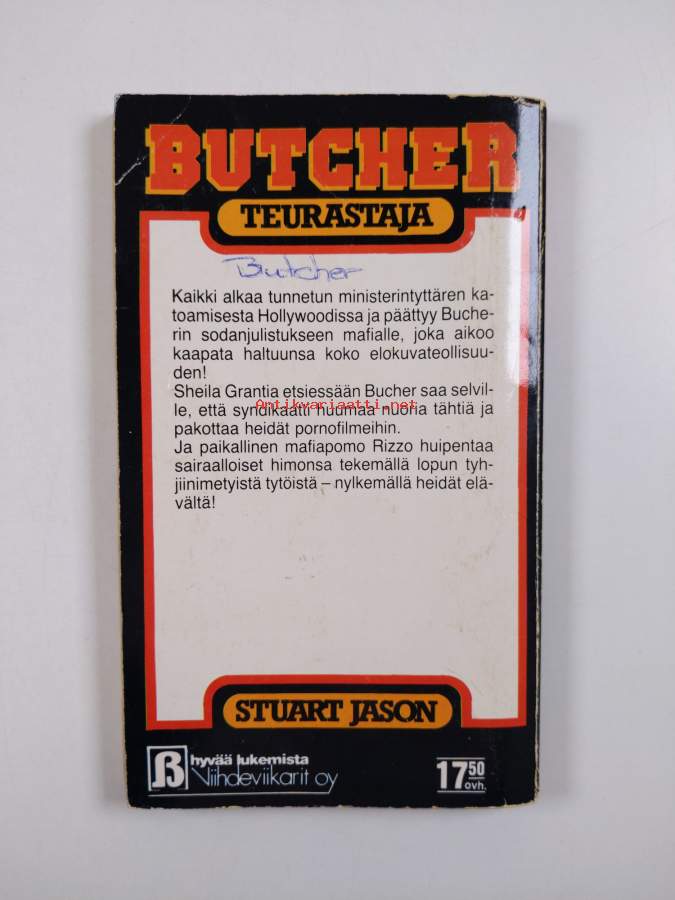 BUTCHER
TEURASTAJA
Butcher
Kaikki alkaa tunnetun ministerintyttären ka-
toamisesta Hollywoodissa ja päättyy Buche-
rin sodanjulistukseen mafialle, joka aikoo
kaapata haltuunsa koko elokuvateollisuu-
den!
Sheila Grantia etsiessään Bucher saa selvil-
le, että syndikaatti huumaa nuoria tähtiä ja
Antikvariaatti.net
pakottaa heidät pornofilmeihin.
Ja paikallinen mafiapomo Rizzo huipentaa
sairaalloiset himonsa tekemällä lopun tyh-
jiinimetyistä tytöistä – nylkemällä heidät elä-
vältä!
STUART JASON
hyvää lukemista
Viihdeviikarit oy
17 50
ovh.